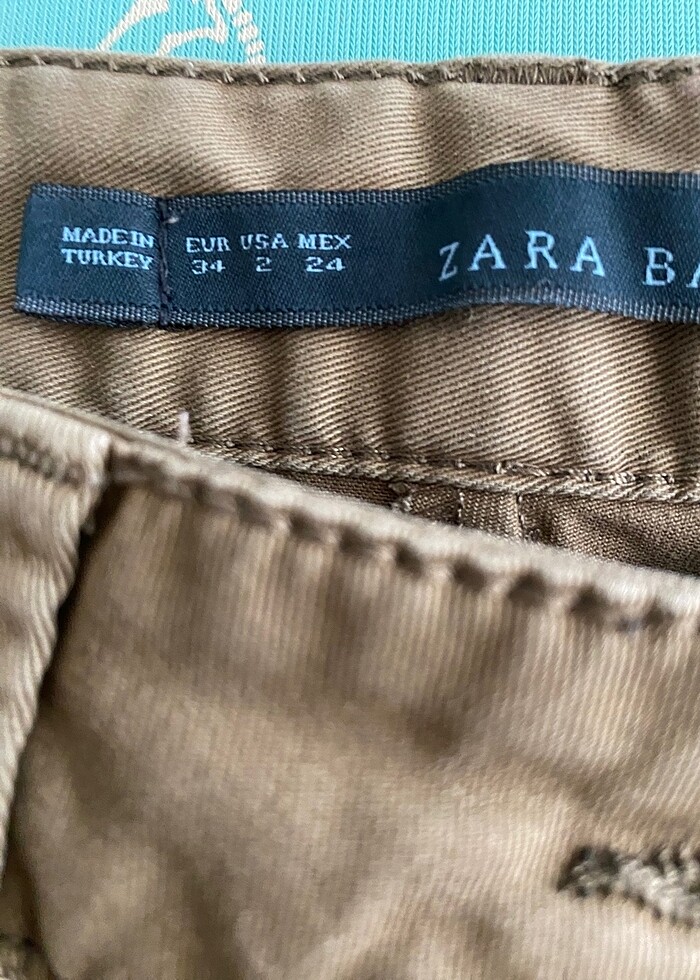 MADE IN
TURKEY
EUR USA MEX
34 2 24
ZARA BA